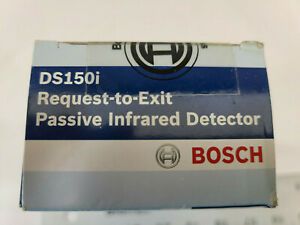 DS150i
Request-to-Exit
Passive Infrared Detector
BOSCH